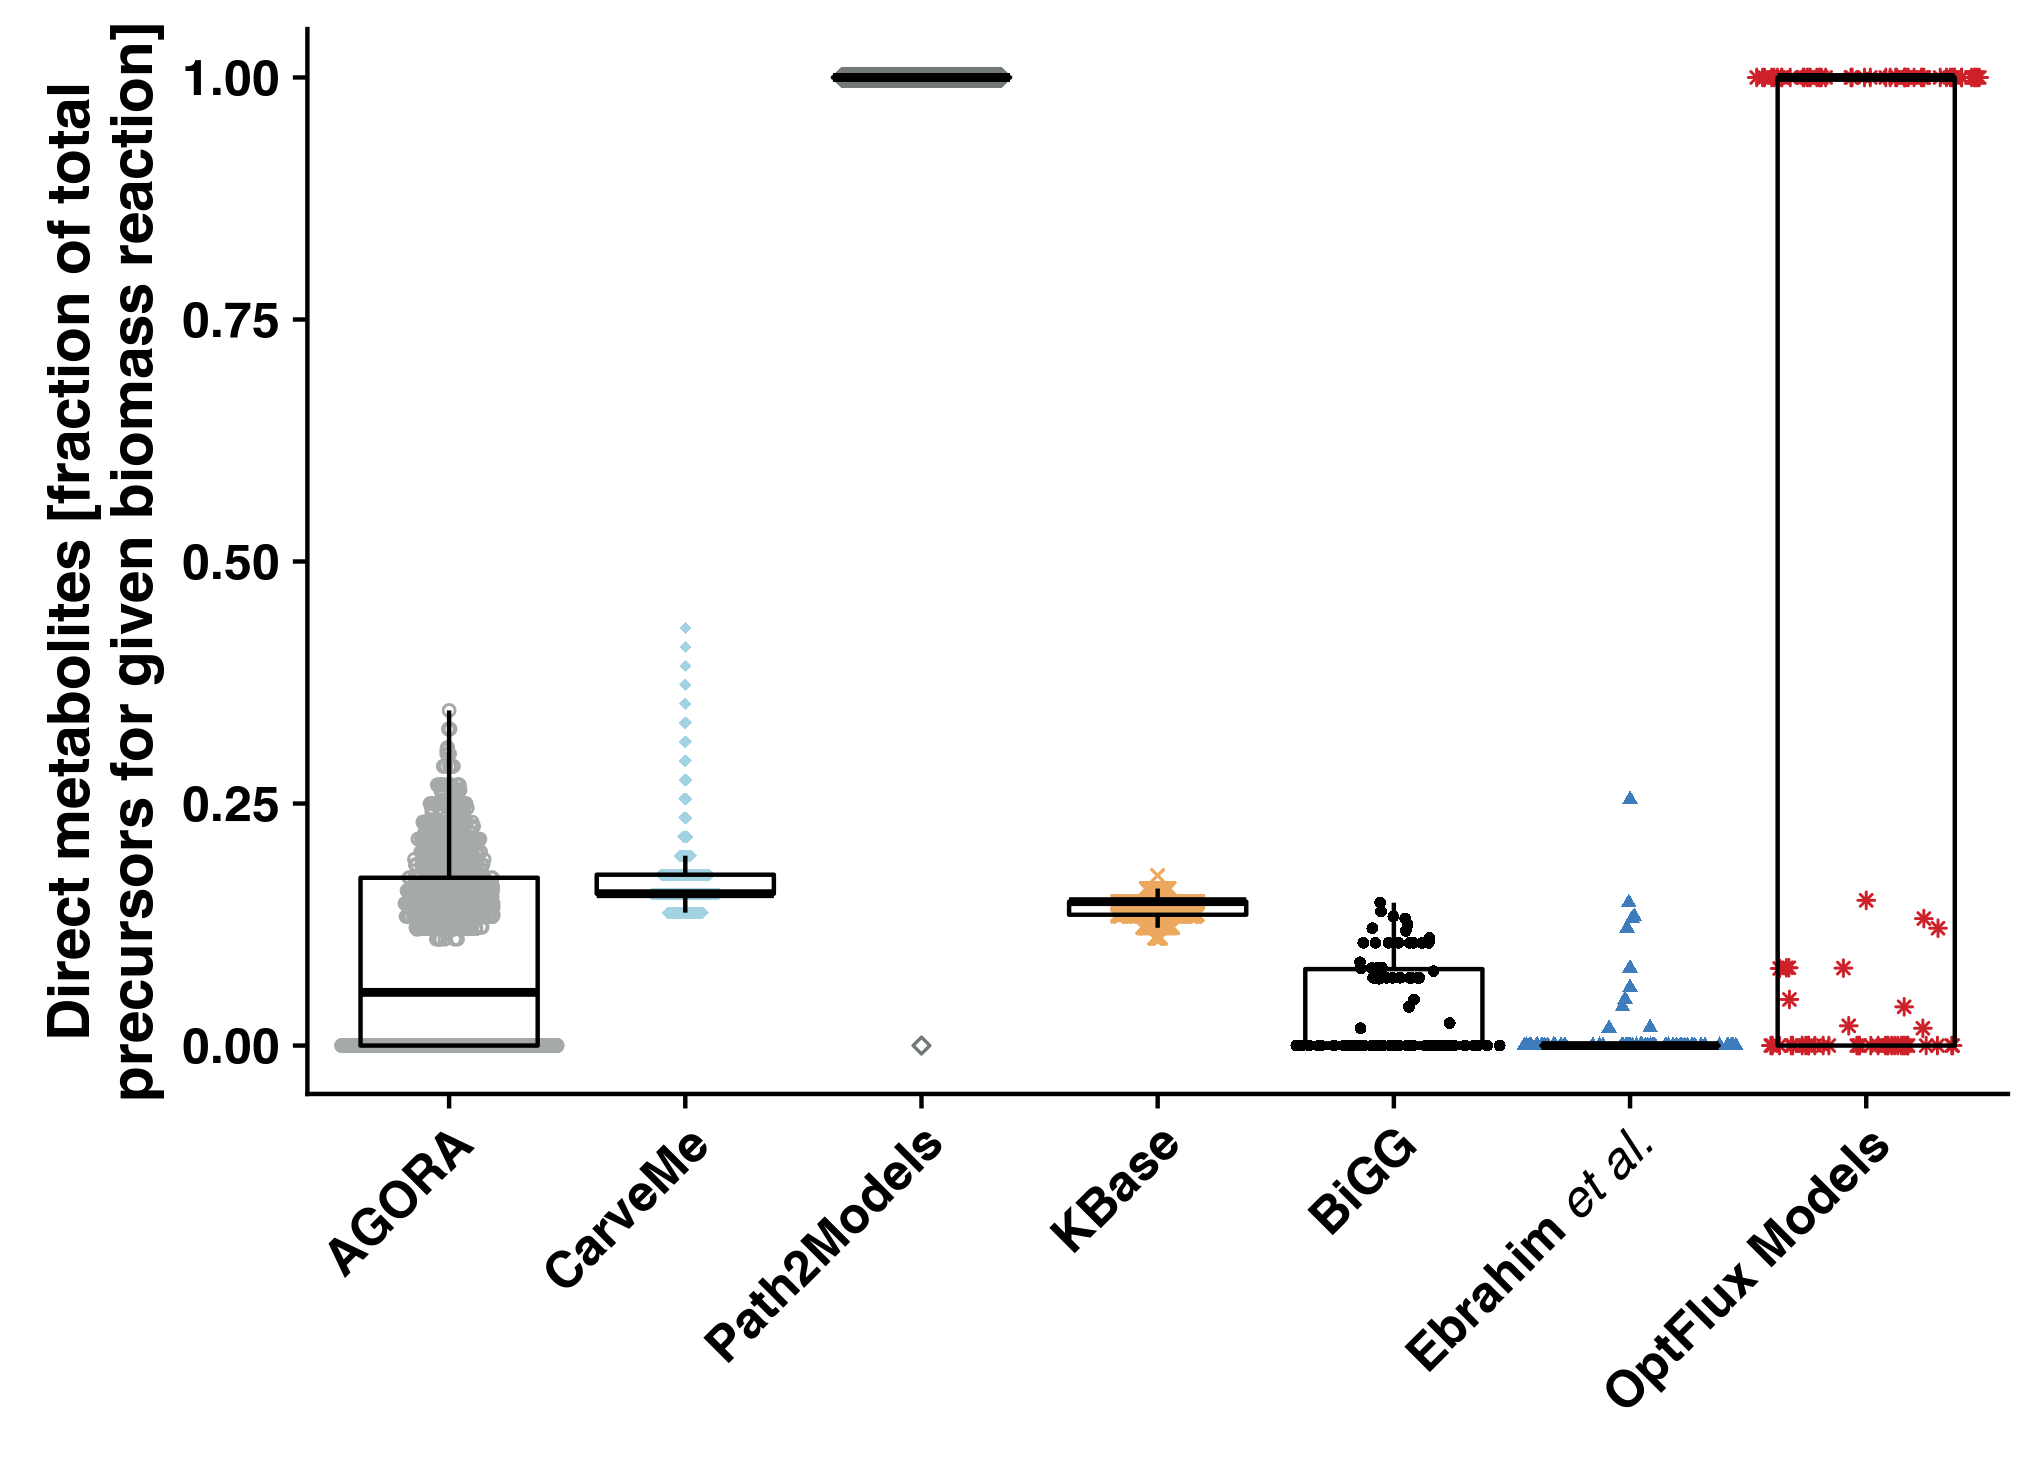 Direct metabolites [fraction of total
precursors for given biomass reaction]
1.00
0.75
0.50
0.25
0.00
AGORA
CarveMe
Path2Models
KBase
BiGG
Ebrahim et al.
OptFlux Models